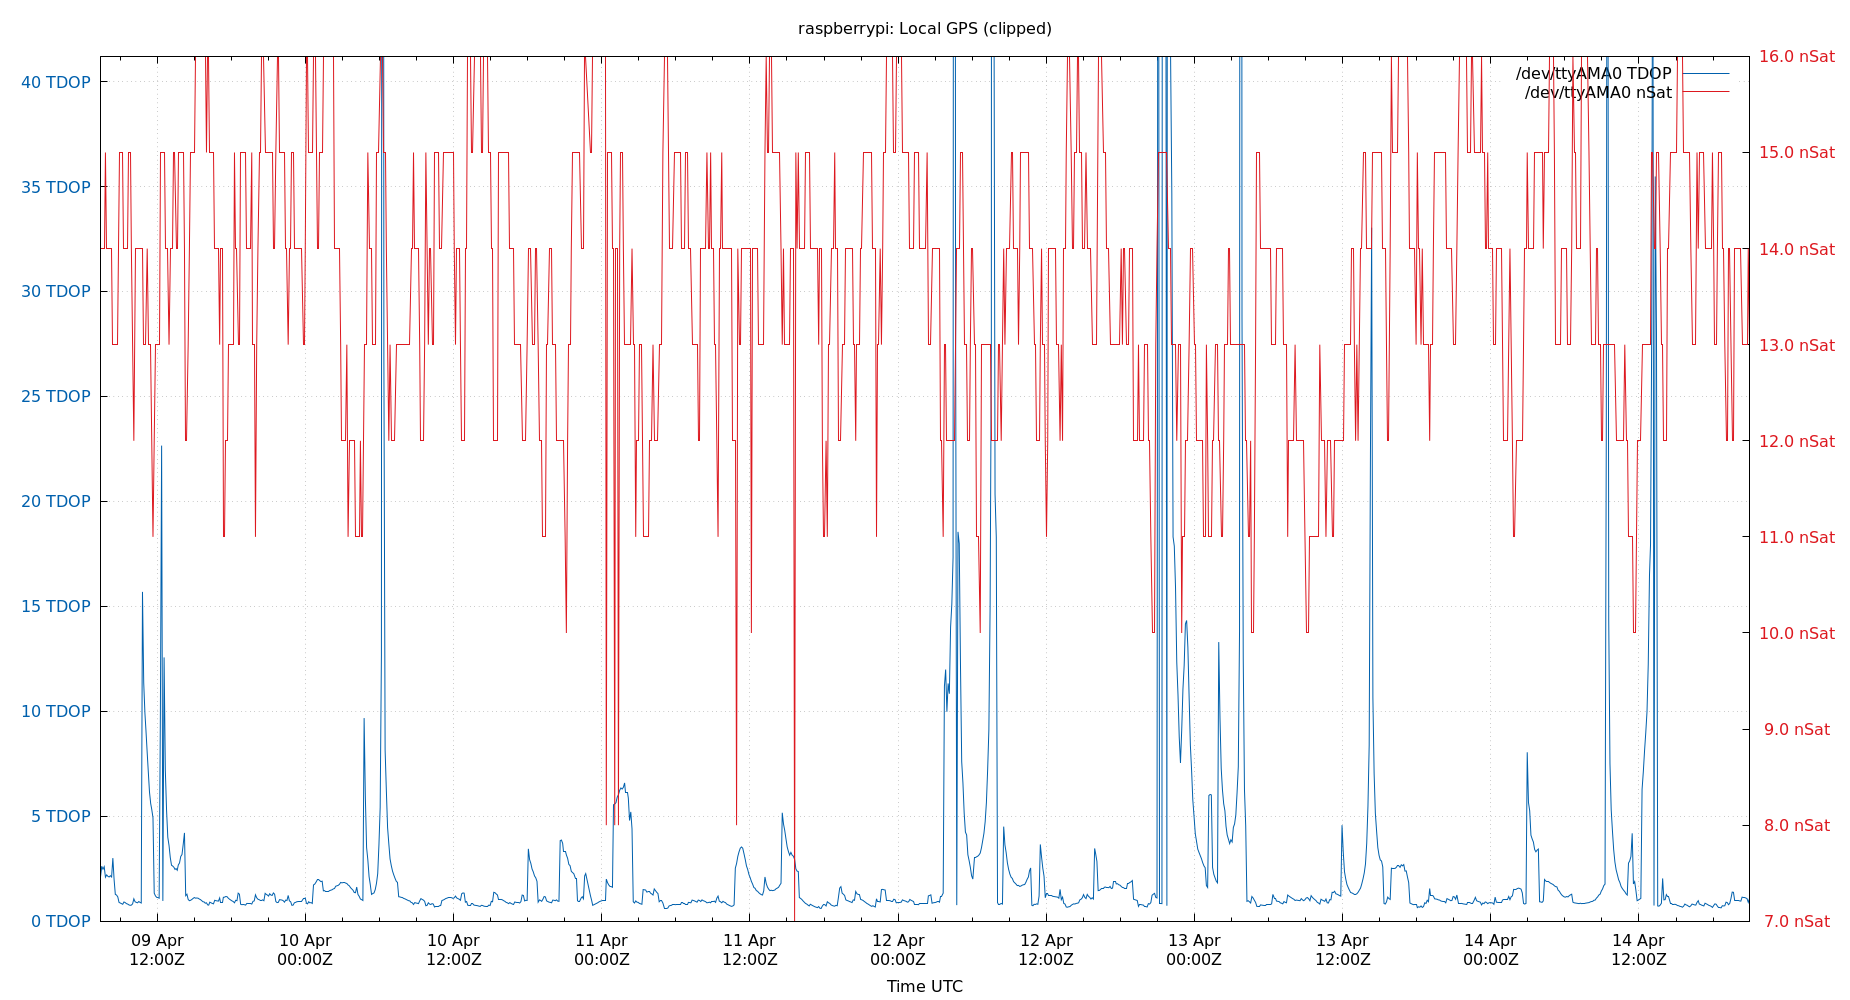 raspberrypi: Local GPS (clipped)
40 TDOP
35 TDOP
30 TDOP
25 TDOP
20 TDOP
15 TDOP
10 TDOP
5 TDOP
0 TDOP
/dev/ttyAMA0 TDOP
/dev/ttyAMA0 nSat
16.0 nSat
15.0 nSat
14.0 nSat
13.0 nSat
12.0 nSat
11.0 nSat
10.0 nSat
9.0 nSat
8.0 nSat
7.0 nSat
09 Apr 10 Apr 10 Apr 11 Apr 11 Apr 12 Apr 12 Apr 13 Apr 13 Apr 14 Apr 14 Apr
12:00Z 00:00Z 12:00Z 00:00Z 12:00Z 00:00Z 12:00Z 00:00Z 12:00Z 00:00Z 12:00Z
Time UTC